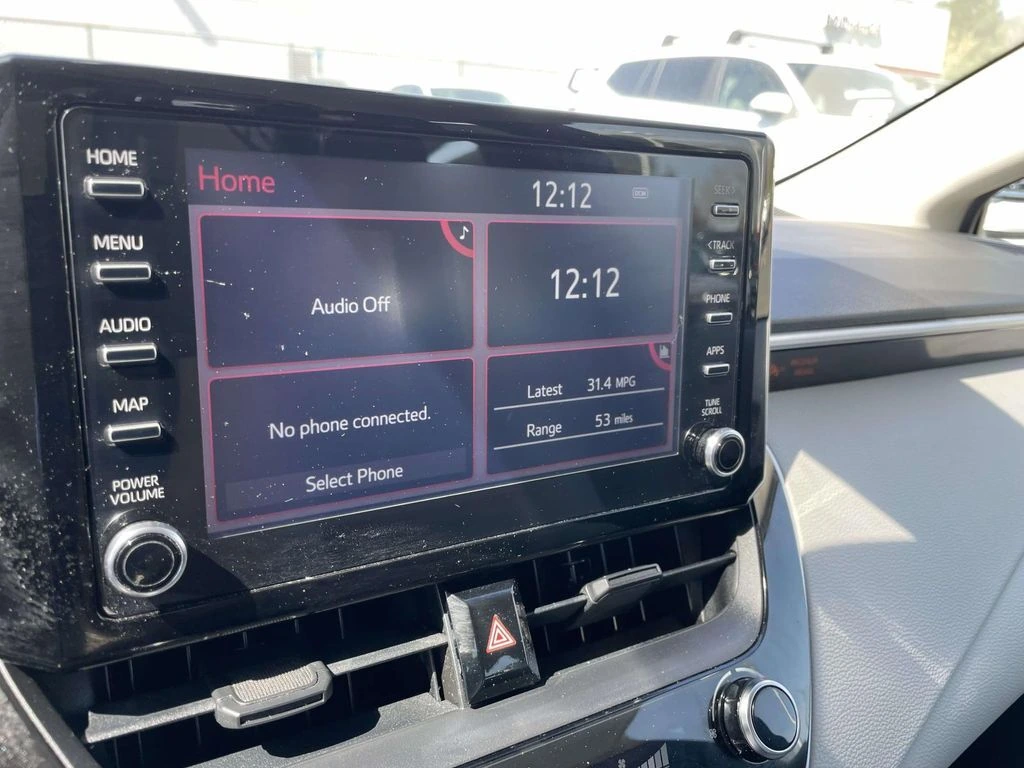 HOME
MENU
AUDIO
MAP
POWER
VOLUME
Home
12:12
DCM
Audio Off
12:12
No phone connected.
Select Phone
Latest 31.4 MPG
Range 53 miles
SEEK>
<TRACK
PHONE
APPS
TUNE
SCROLL